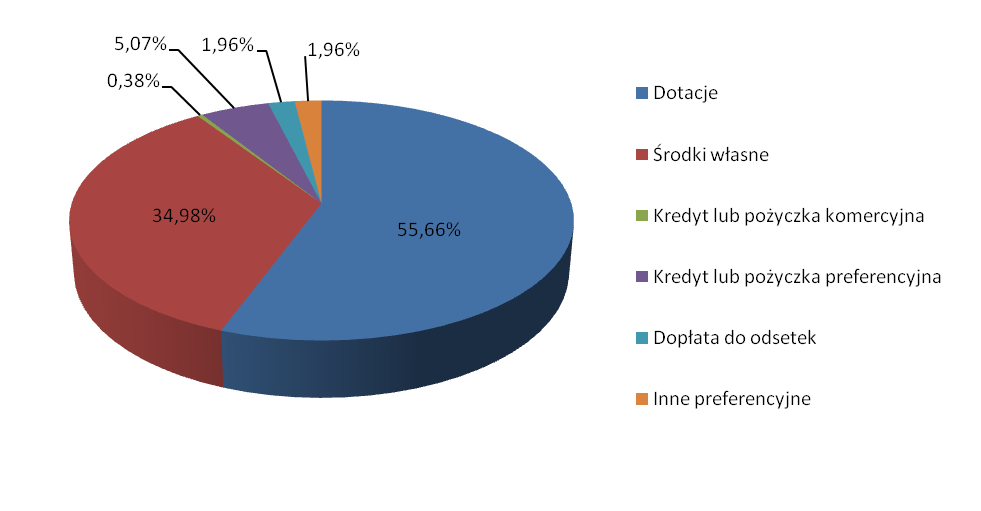 5,07%
1,96%
1,96%
0,38%
34,98%
55,66%
Dotacje
Środki własne
Kredyt lub pożyczka komercyjna
Kredyt lub pożyczka preferencyjna
Dopłata do odsetek
Inne preferencyjne